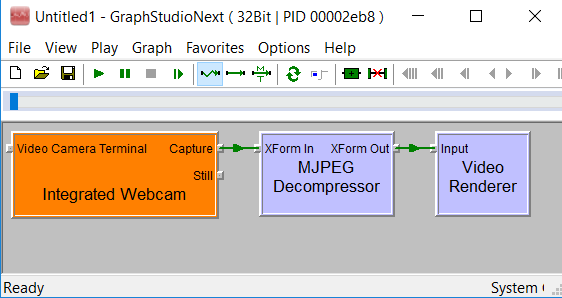 Untitled1 - GraphStudioNext ( 32Bit | PID 00002eb8 )
File View Play Graph Favorites Options Help
Video Camera Terminal Capture
Still
Integrated Webcam
XForm In XForm Out
MJPEG
Decompressor
Input
Video
Renderer
Ready System